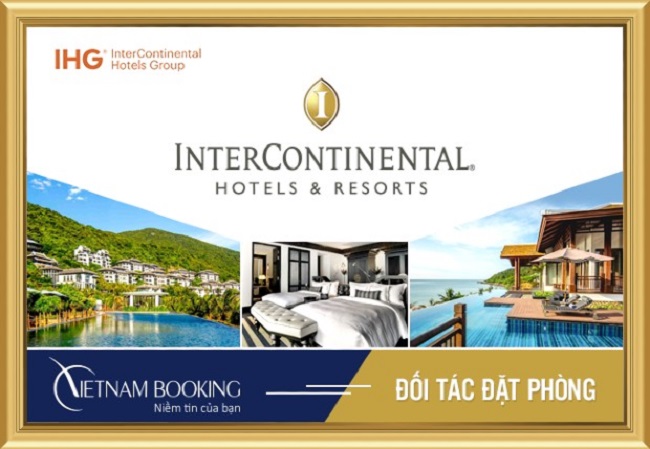 IHG® InterContinental
Hotels Group
I
INTERCONTINENTAL®
HOTELS & RESORTS
VIETNAM BOOKING
Niềm tin của bạn
ĐỐI TÁC ĐẶT PHÒNG